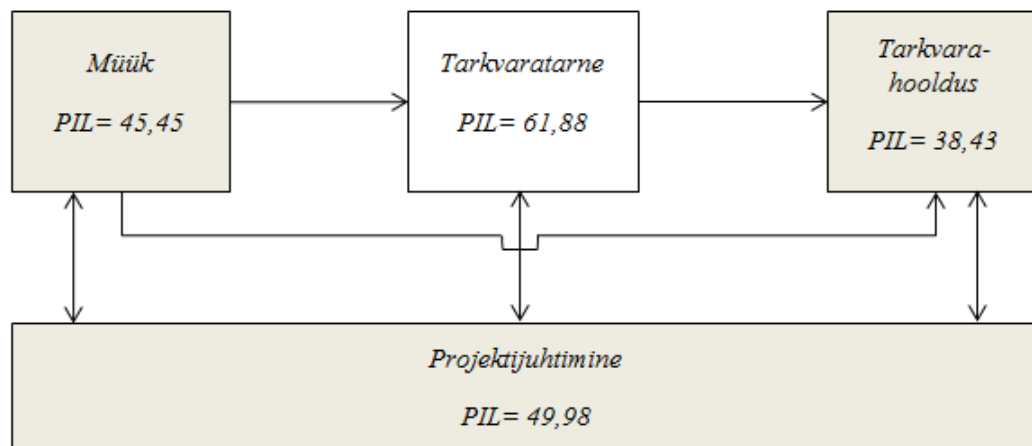 Müük
PIL= 45,45
Tarkvaratarne
PIL= 61,88
Tarkvara-
hooldus
PIL= 38,43
Projektijuhtimine
PIL= 49,98